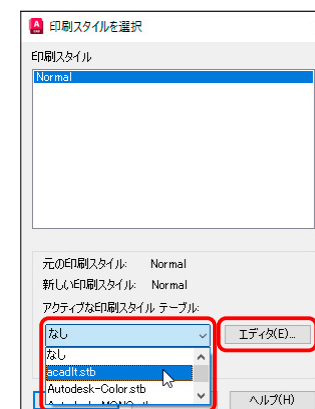 印刷スタイルを選択
印刷スタイル
Normal
元の印刷スタイル: Normal
新しい印刷スタイル: Normal
アクティブな印刷スタイル テーブル:
なし
エディタ(E)...
なし
acadlt.stb
Autodesk-Color.stb
ヘルプ(H)